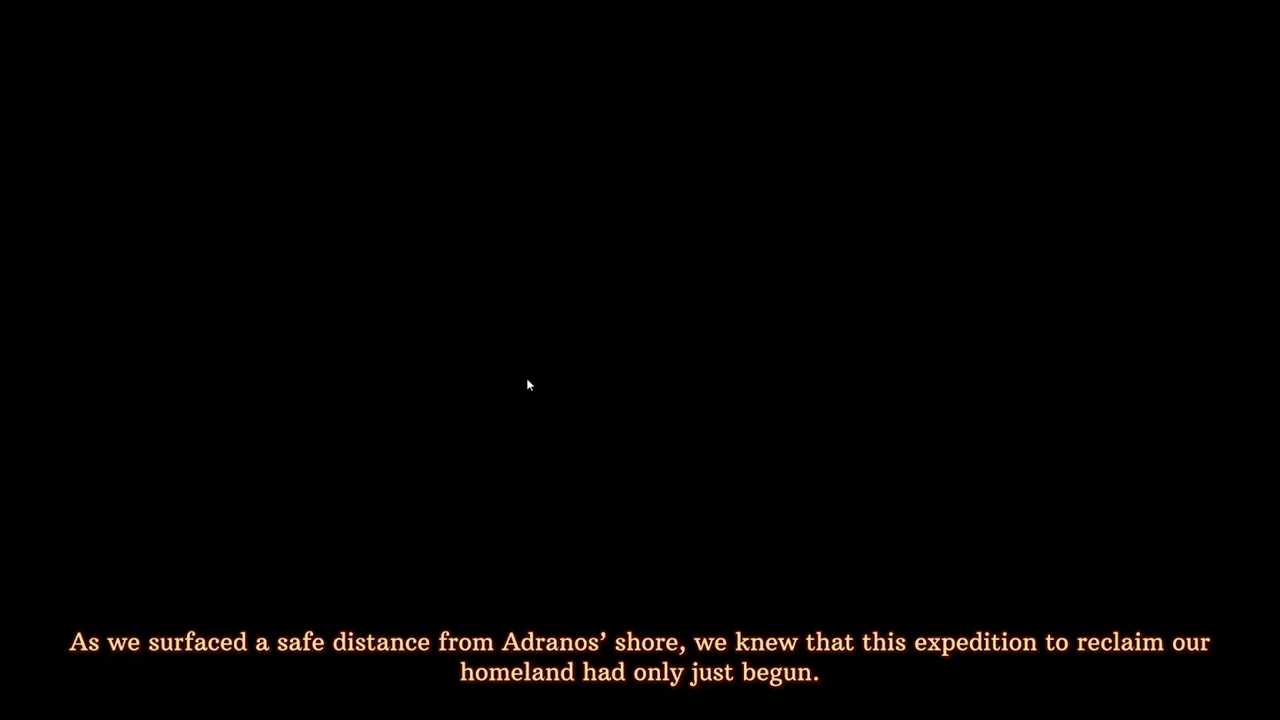 As we surfaced a safe distance from Adranos’ shore, we knew that this expedition to reclaim our
homeland had only just begun.